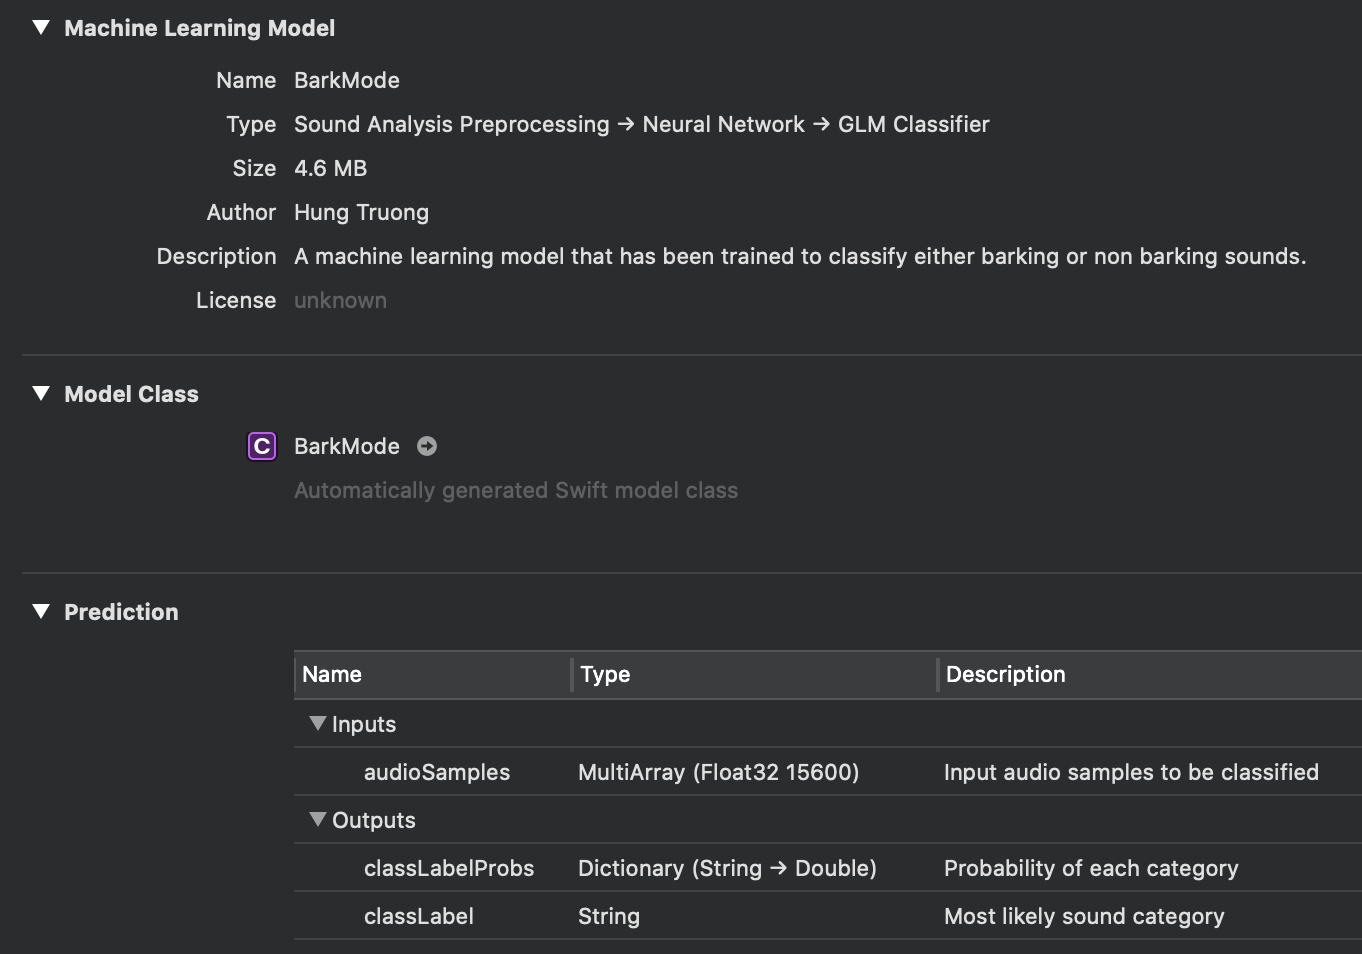 Machine Learning Model
Name BarkMode
Type Sound Analysis Preprocessing → Neural Network → GLM Classifier
Size 4.6 MB
Author Hung Truong
Description A machine learning model that has been trained to classify either barking or non barking sounds.
License unknown
Model Class
C BarkMode
Automatically generated Swift model class
Prediction
Name Type Description
Inputs
audioSamples MultiArray (Float32 15600) Input audio samples to be classified
Outputs
classLabelProbs Dictionary (String → Double) Probability of each category
classLabel String Most likely sound category